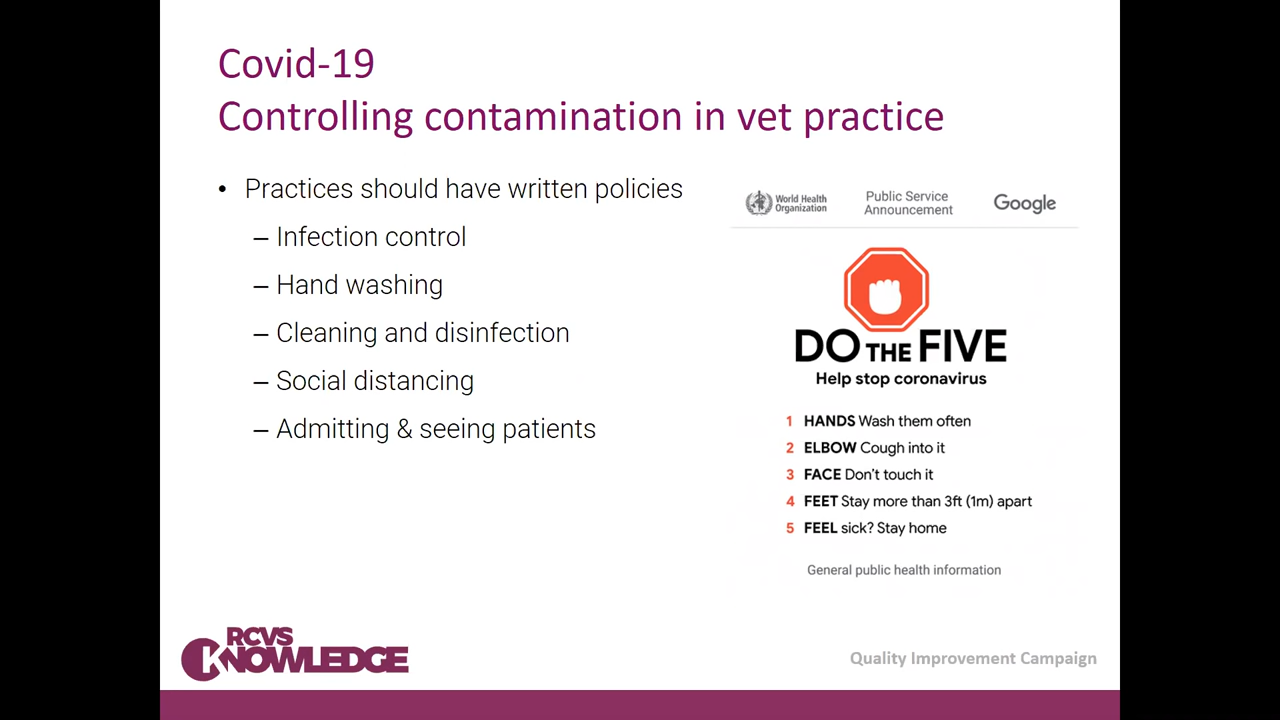 Covid-19
Controlling contamination in vet practice
• Practices should have written policies
– Infection control
– Hand washing
– Cleaning and disinfection
– Social distancing
– Admitting & seeing patients
World Health
Organization
Public Service
Announcement
Google
DO THE FIVE
Help stop coronavirus
1 HANDS Wash them often
2 ELBOW Cough into it
3 FACE Don't touch it
4 FEET Stay more than 3ft (1m) apart
5 FEEL sick? Stay home
General public health information
RCVS
KNOWLEDGE
Quality Improvement Campaign